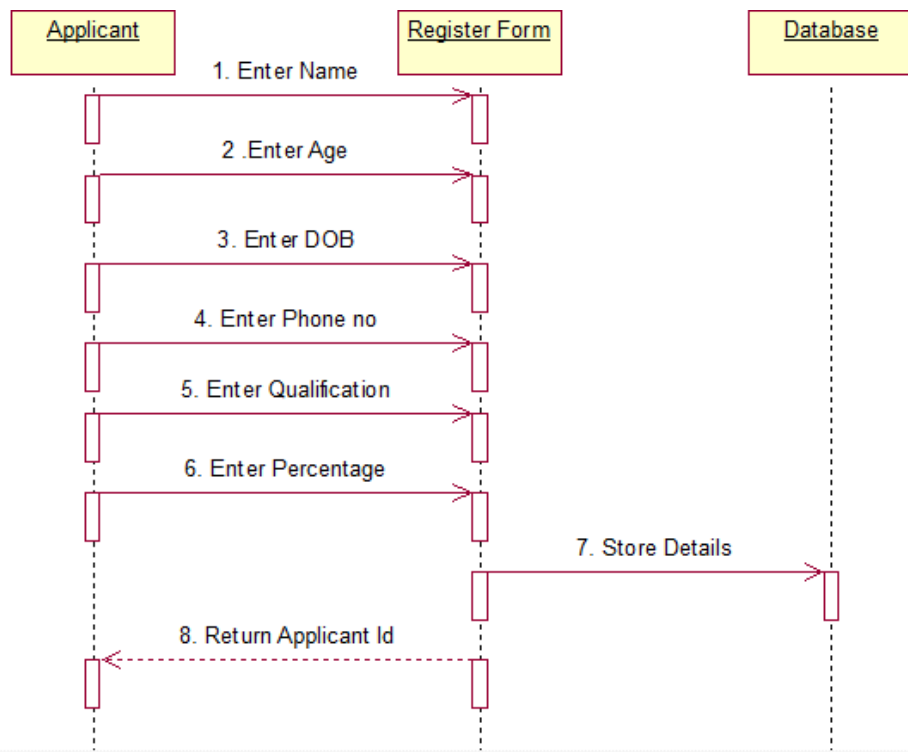 Applicant
Register Form
Database
1. Enter Name
2 .Enter Age
3. Enter DOB
4. Enter Phone no
5. Enter Qualification
6. Enter Percentage
7. Store Details
8. Return Applicant Id